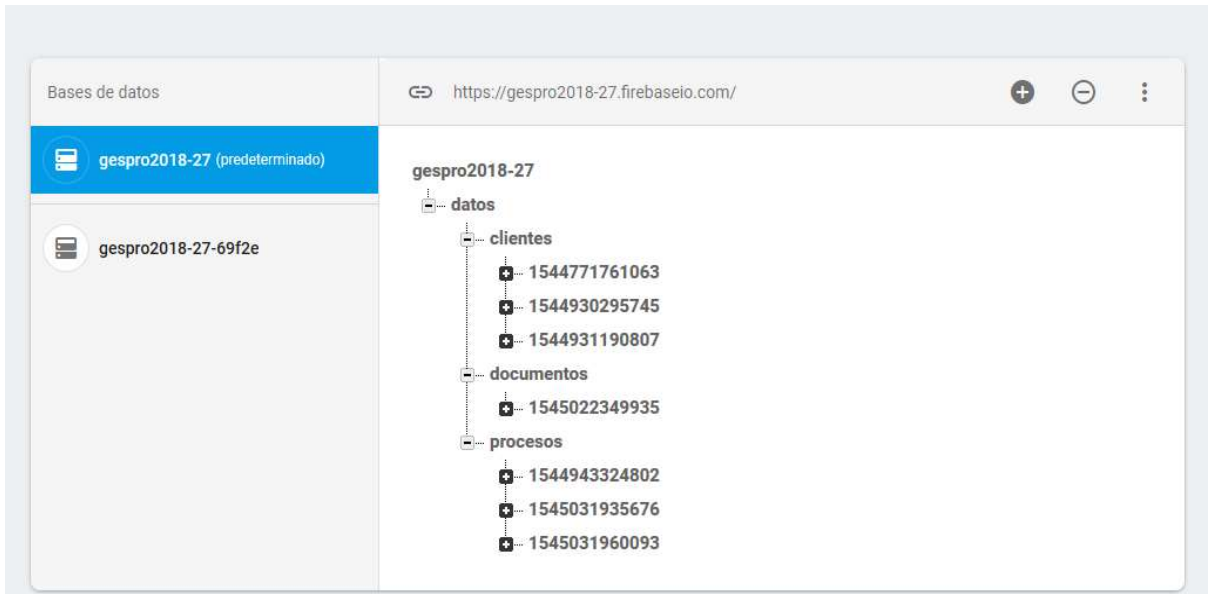 Bases de datos
https://gespro2018-27.firebaseio.com/
gespro2018-27 (predeterminado)
gespro2018-27-69f2e
gespro2018-27
datos
clientes
1544771761063
1544930295745
1544931190807
documentos
1545022349935
procesos
1544943324802
1545031935676
1545031960093